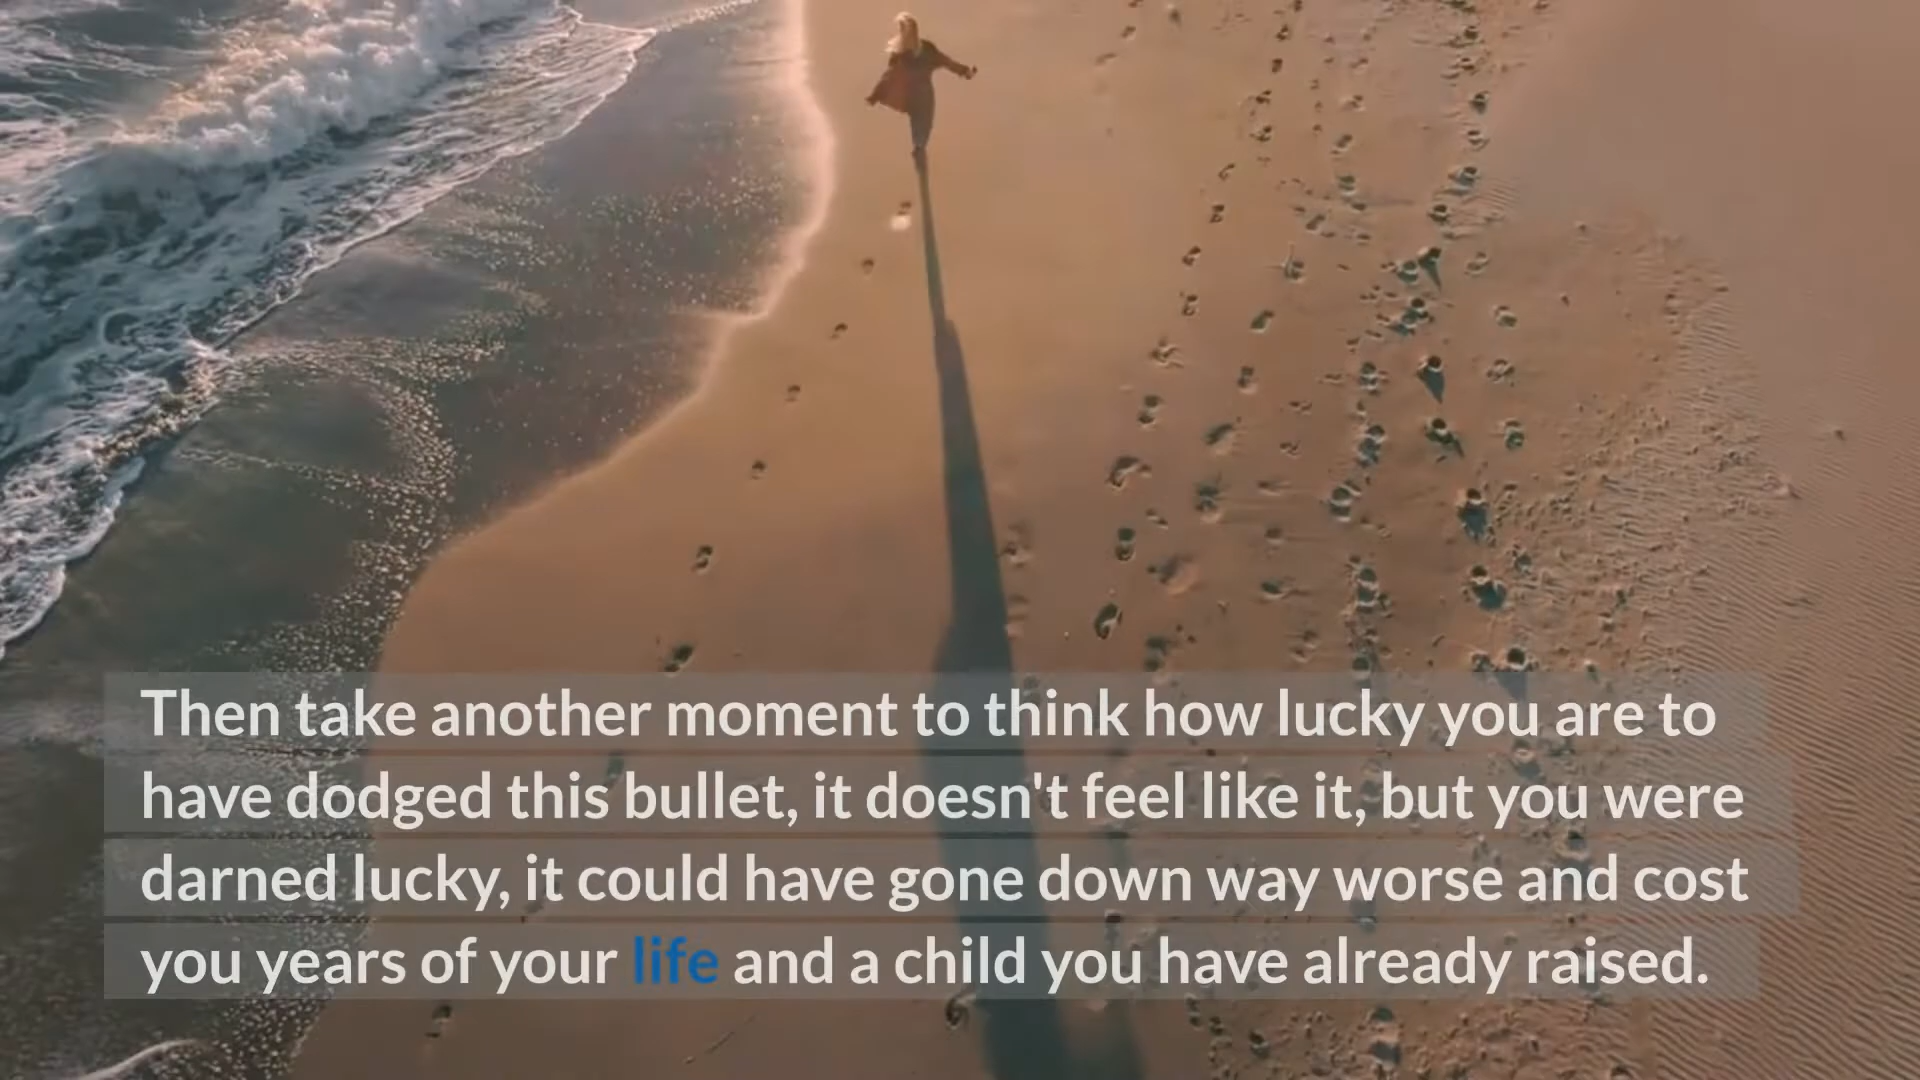 Then take another moment to think how lucky you are to
have dodged this bullet, it doesn't feel like it, but you were
darned lucky, it could have gone down way worse and cost
you years of your life and a child you have already raised.